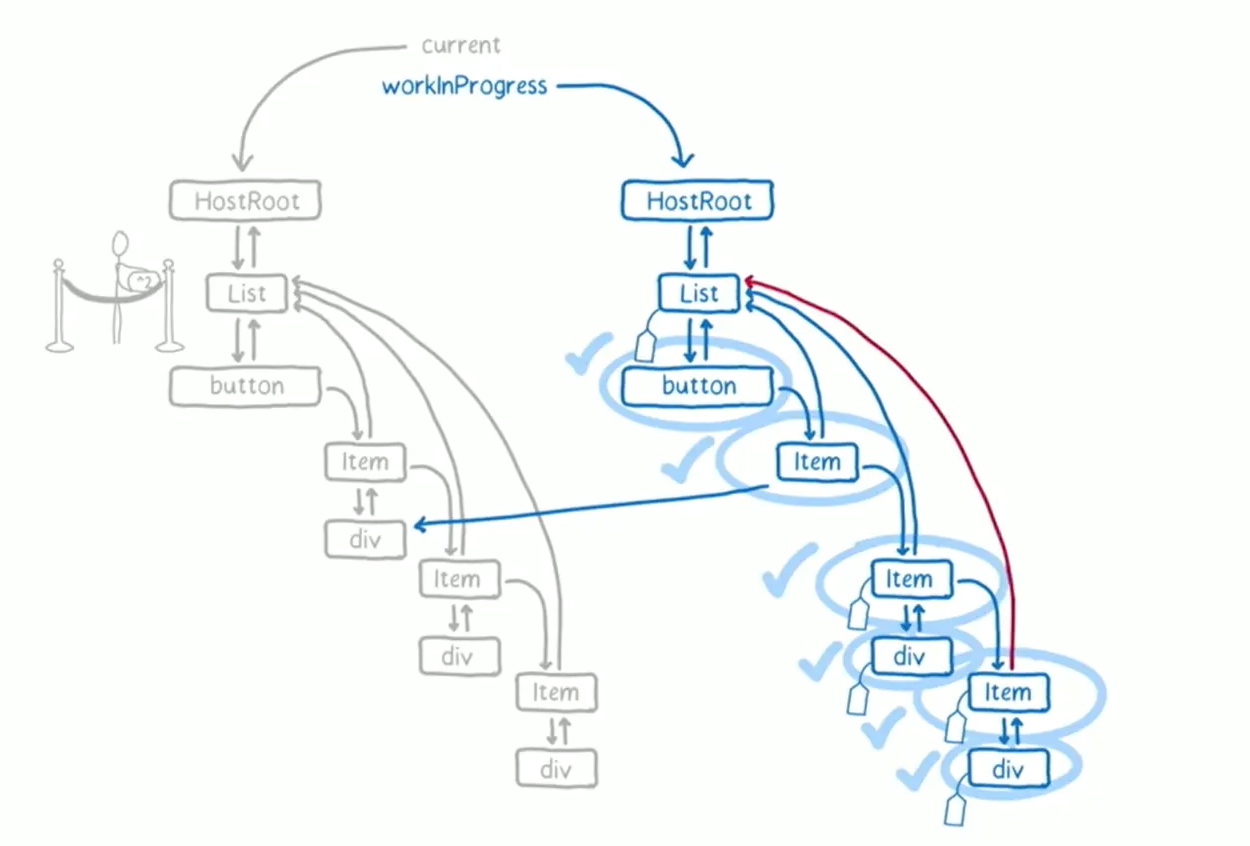 current
workInProgress
HostRoot
HostRoot
^2
List
List
button
button
Item
Item
div
Item
Item
div
div
Item
Item
div
div